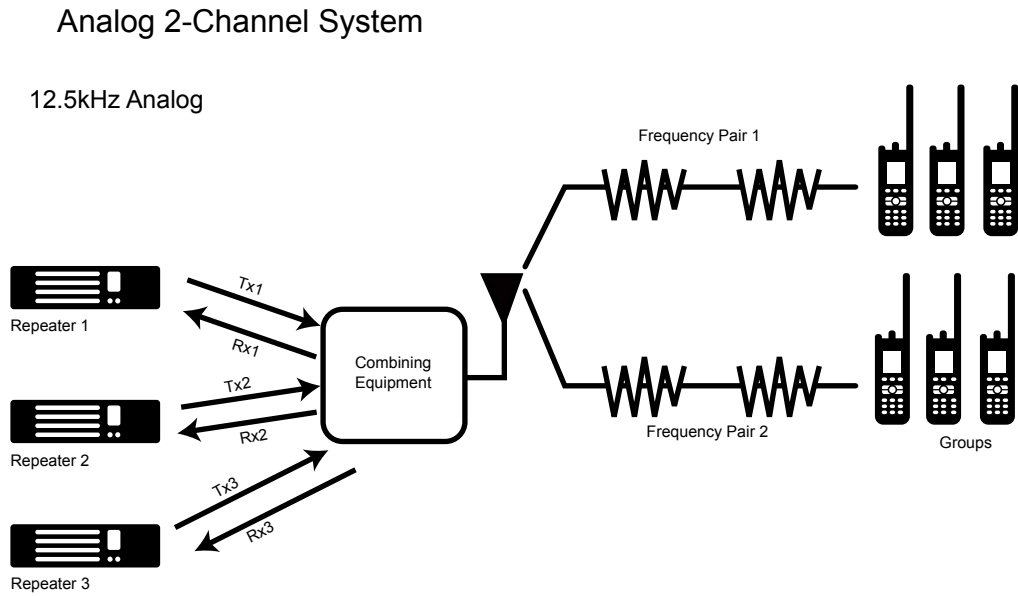 Analog 2-Channel System
12.5kHz Analog
Frequency Pair 1
Tx1
Repeater 1
Rx1
Combining
Equipment
Tx2
Rx2
Repeater 2
Frequency Pair 2
Groups
Tx3
Rx3
Repeater 3